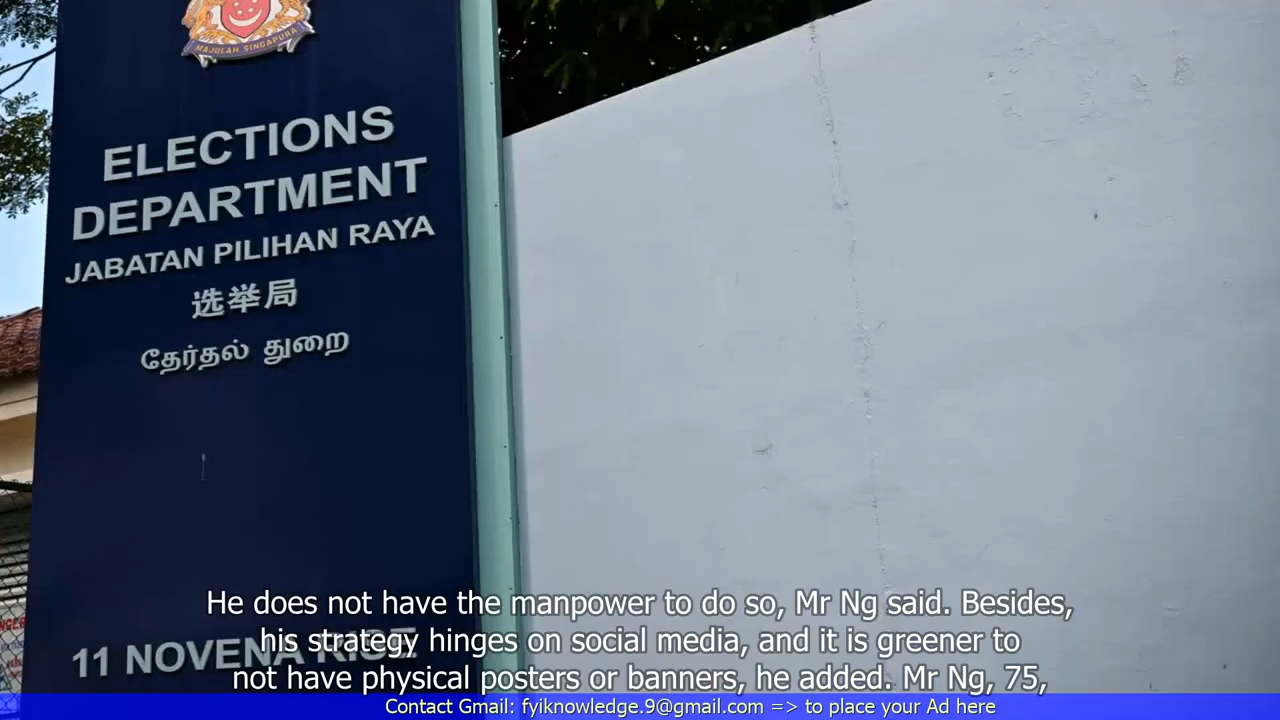 MAJULAH SINGAPURA
ELECTIONS
DEPARTMENT
JABATAN PILIHAN RAYA
选举局
தேர்தல் துறை
11 NOVENA RISE
He does not have the manpower to do so, Mr Ng said. Besides,
his strategy hinges on social media, and it is greener to
not have physical posters or banners, he added. Mr Ng, 75,
Contact Gmail: fyiknowledge.9@gmail.com => to place your Ad here